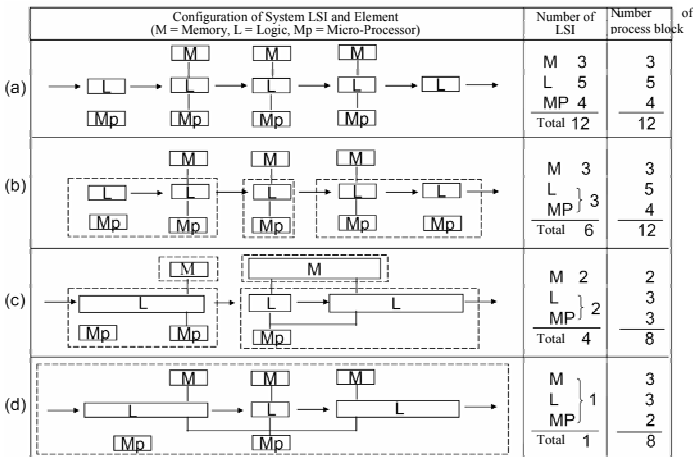 Configuration of System LSI and Element
(M = Memory, L = Logic, Mp = Micro-Processor)
Number of
LSI
Number of
process block
(a)
M M M
L L L L L
Mp Mp Mp Mp
M 3 3
L 5 5
MP 4 4
Total 12 12
(b)
M M M
L L L L L
Mp Mp Mp Mp Mp
M 3 3
L 5
MP } 3 4
Total 6 12
(c)
M M
L L L
Mp Mp Mp
M 2 2
L 3
MP } 2 3
Total 4 8
(d)
M M M
L L L
Mp Mp
M 3
L } 1 3
MP 2
Total 1 8